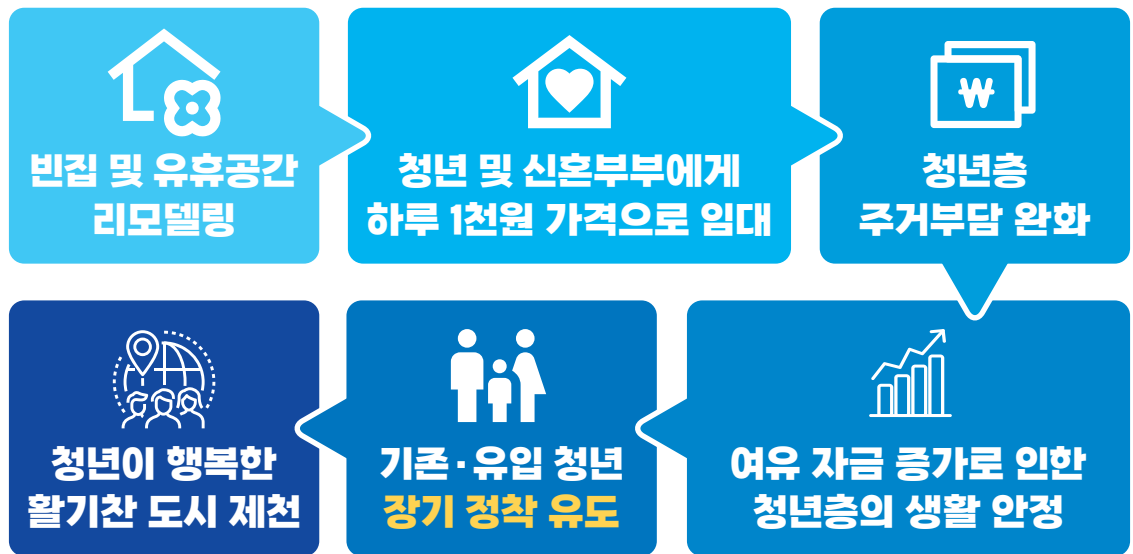 빈집 및 유휴공간
리모델링
청년 및 신혼부부에게
하루 1천원 가격으로 임대
₩
청년층
주거부담 완화
여유 자금 증가로 인한
청년층의 생활 안정
기존·유입 청년
장기 정착 유도
청년이 행복한
활기찬 도시 제천